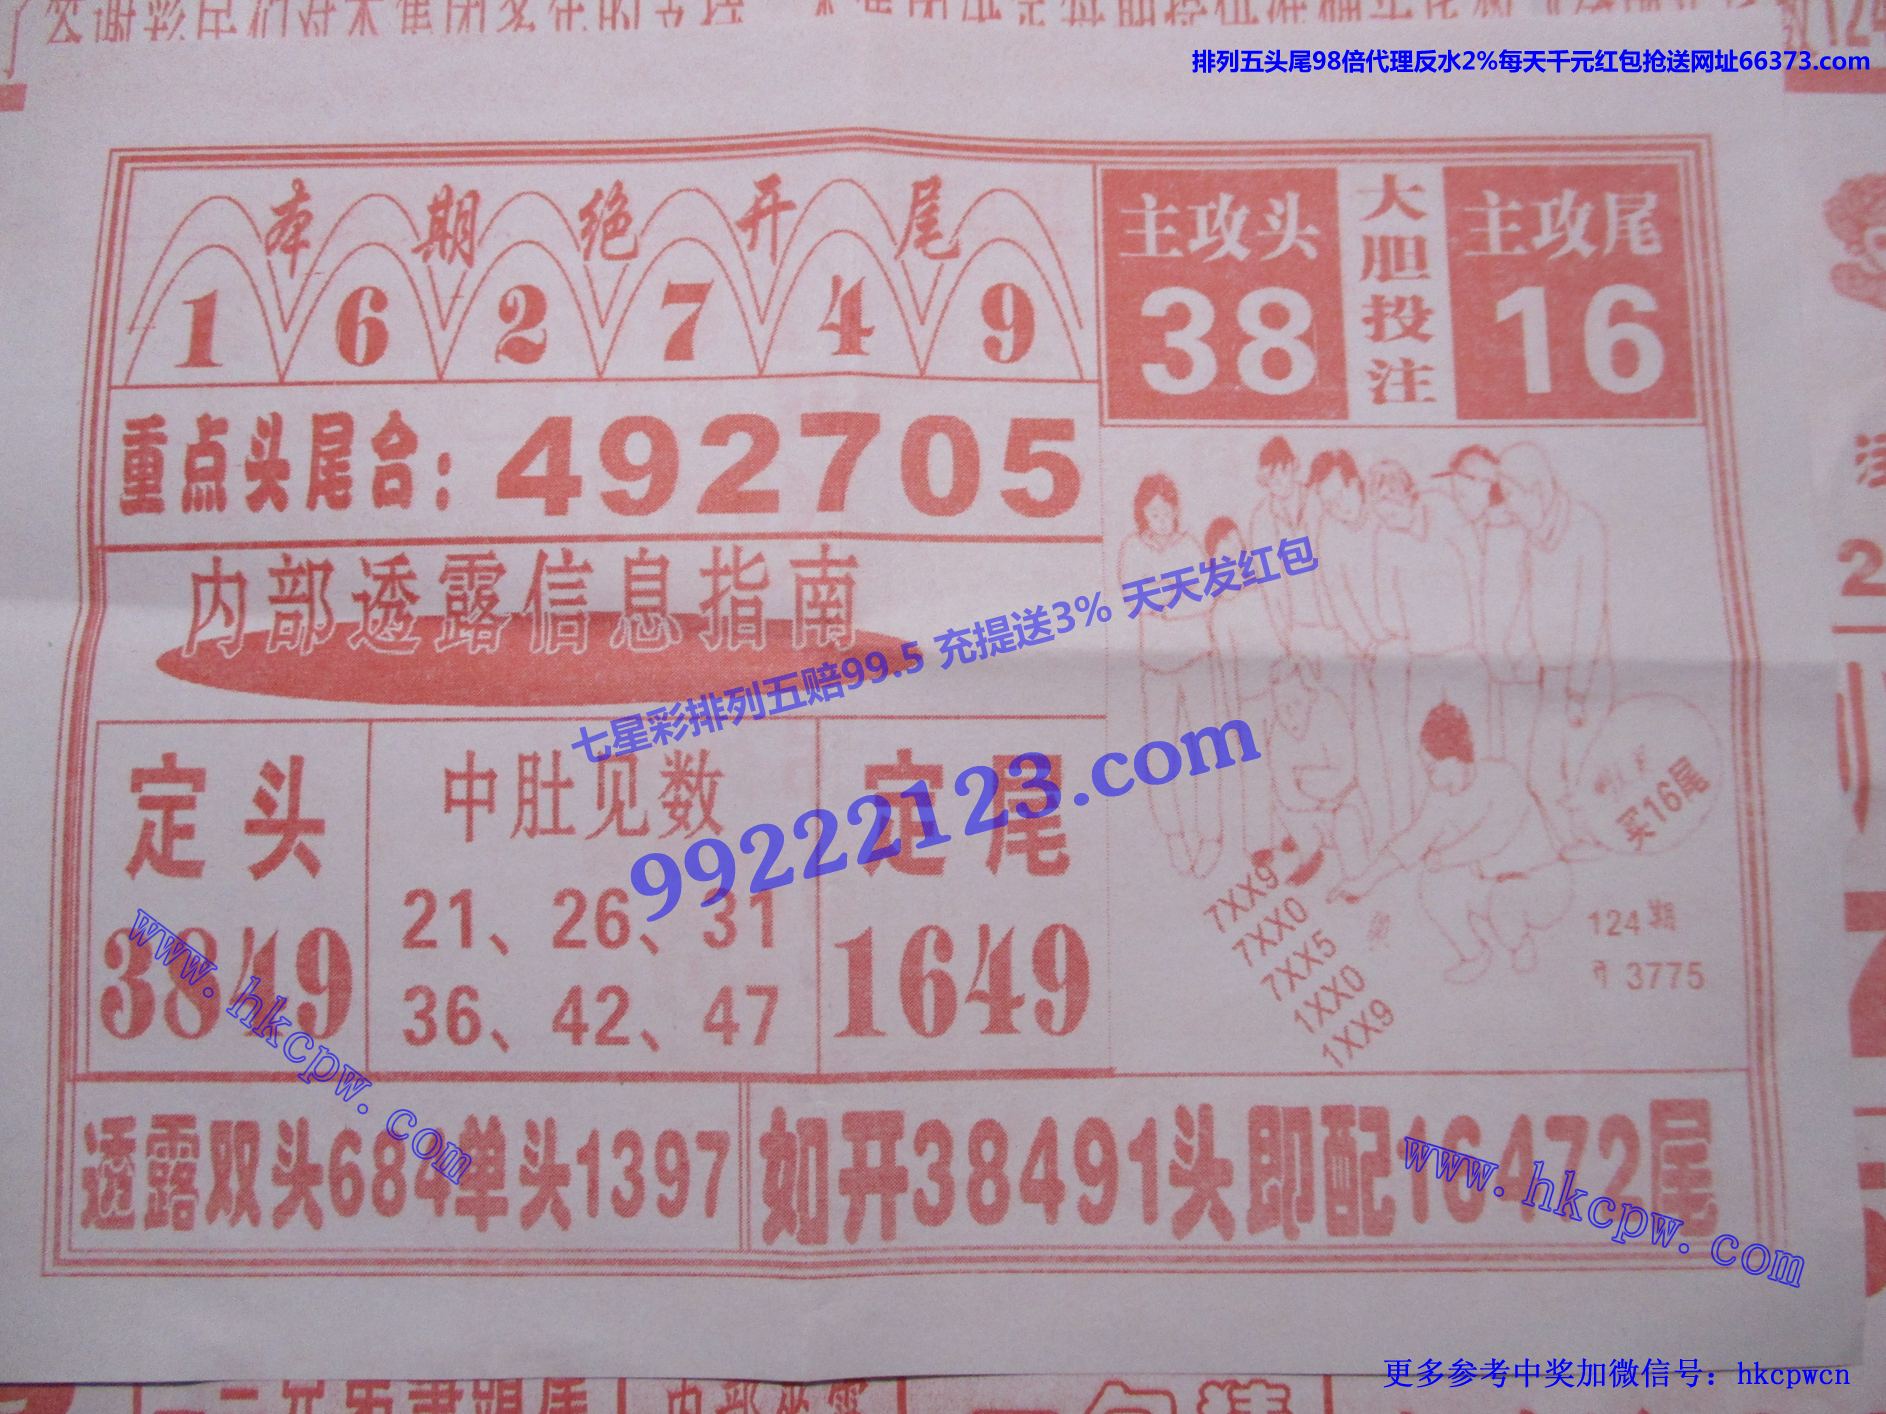 排列五头尾98倍代理反水2%每天千元红包抢送网址66373.com
本期绝开尾
1 6 2 7 4 9
主攻头
38
大胆投注
主攻尾
16
重点头尾合：492705
内部透露信息指南
七星彩排列五赔99.5 充提送3% 天天发红包
99222123.com
定头
3849
中肚见数
21、26、31
36、42、47
定尾
1649
买16尾
7XX9
7XX0
7XX5
1XX0
1XX9
124期
3775
www.hkcpw.com
透露双头684单头1397
如开38491头即配16472尾
www.hkcpw.com
更多参考中奖加微信号：hkcpwcn